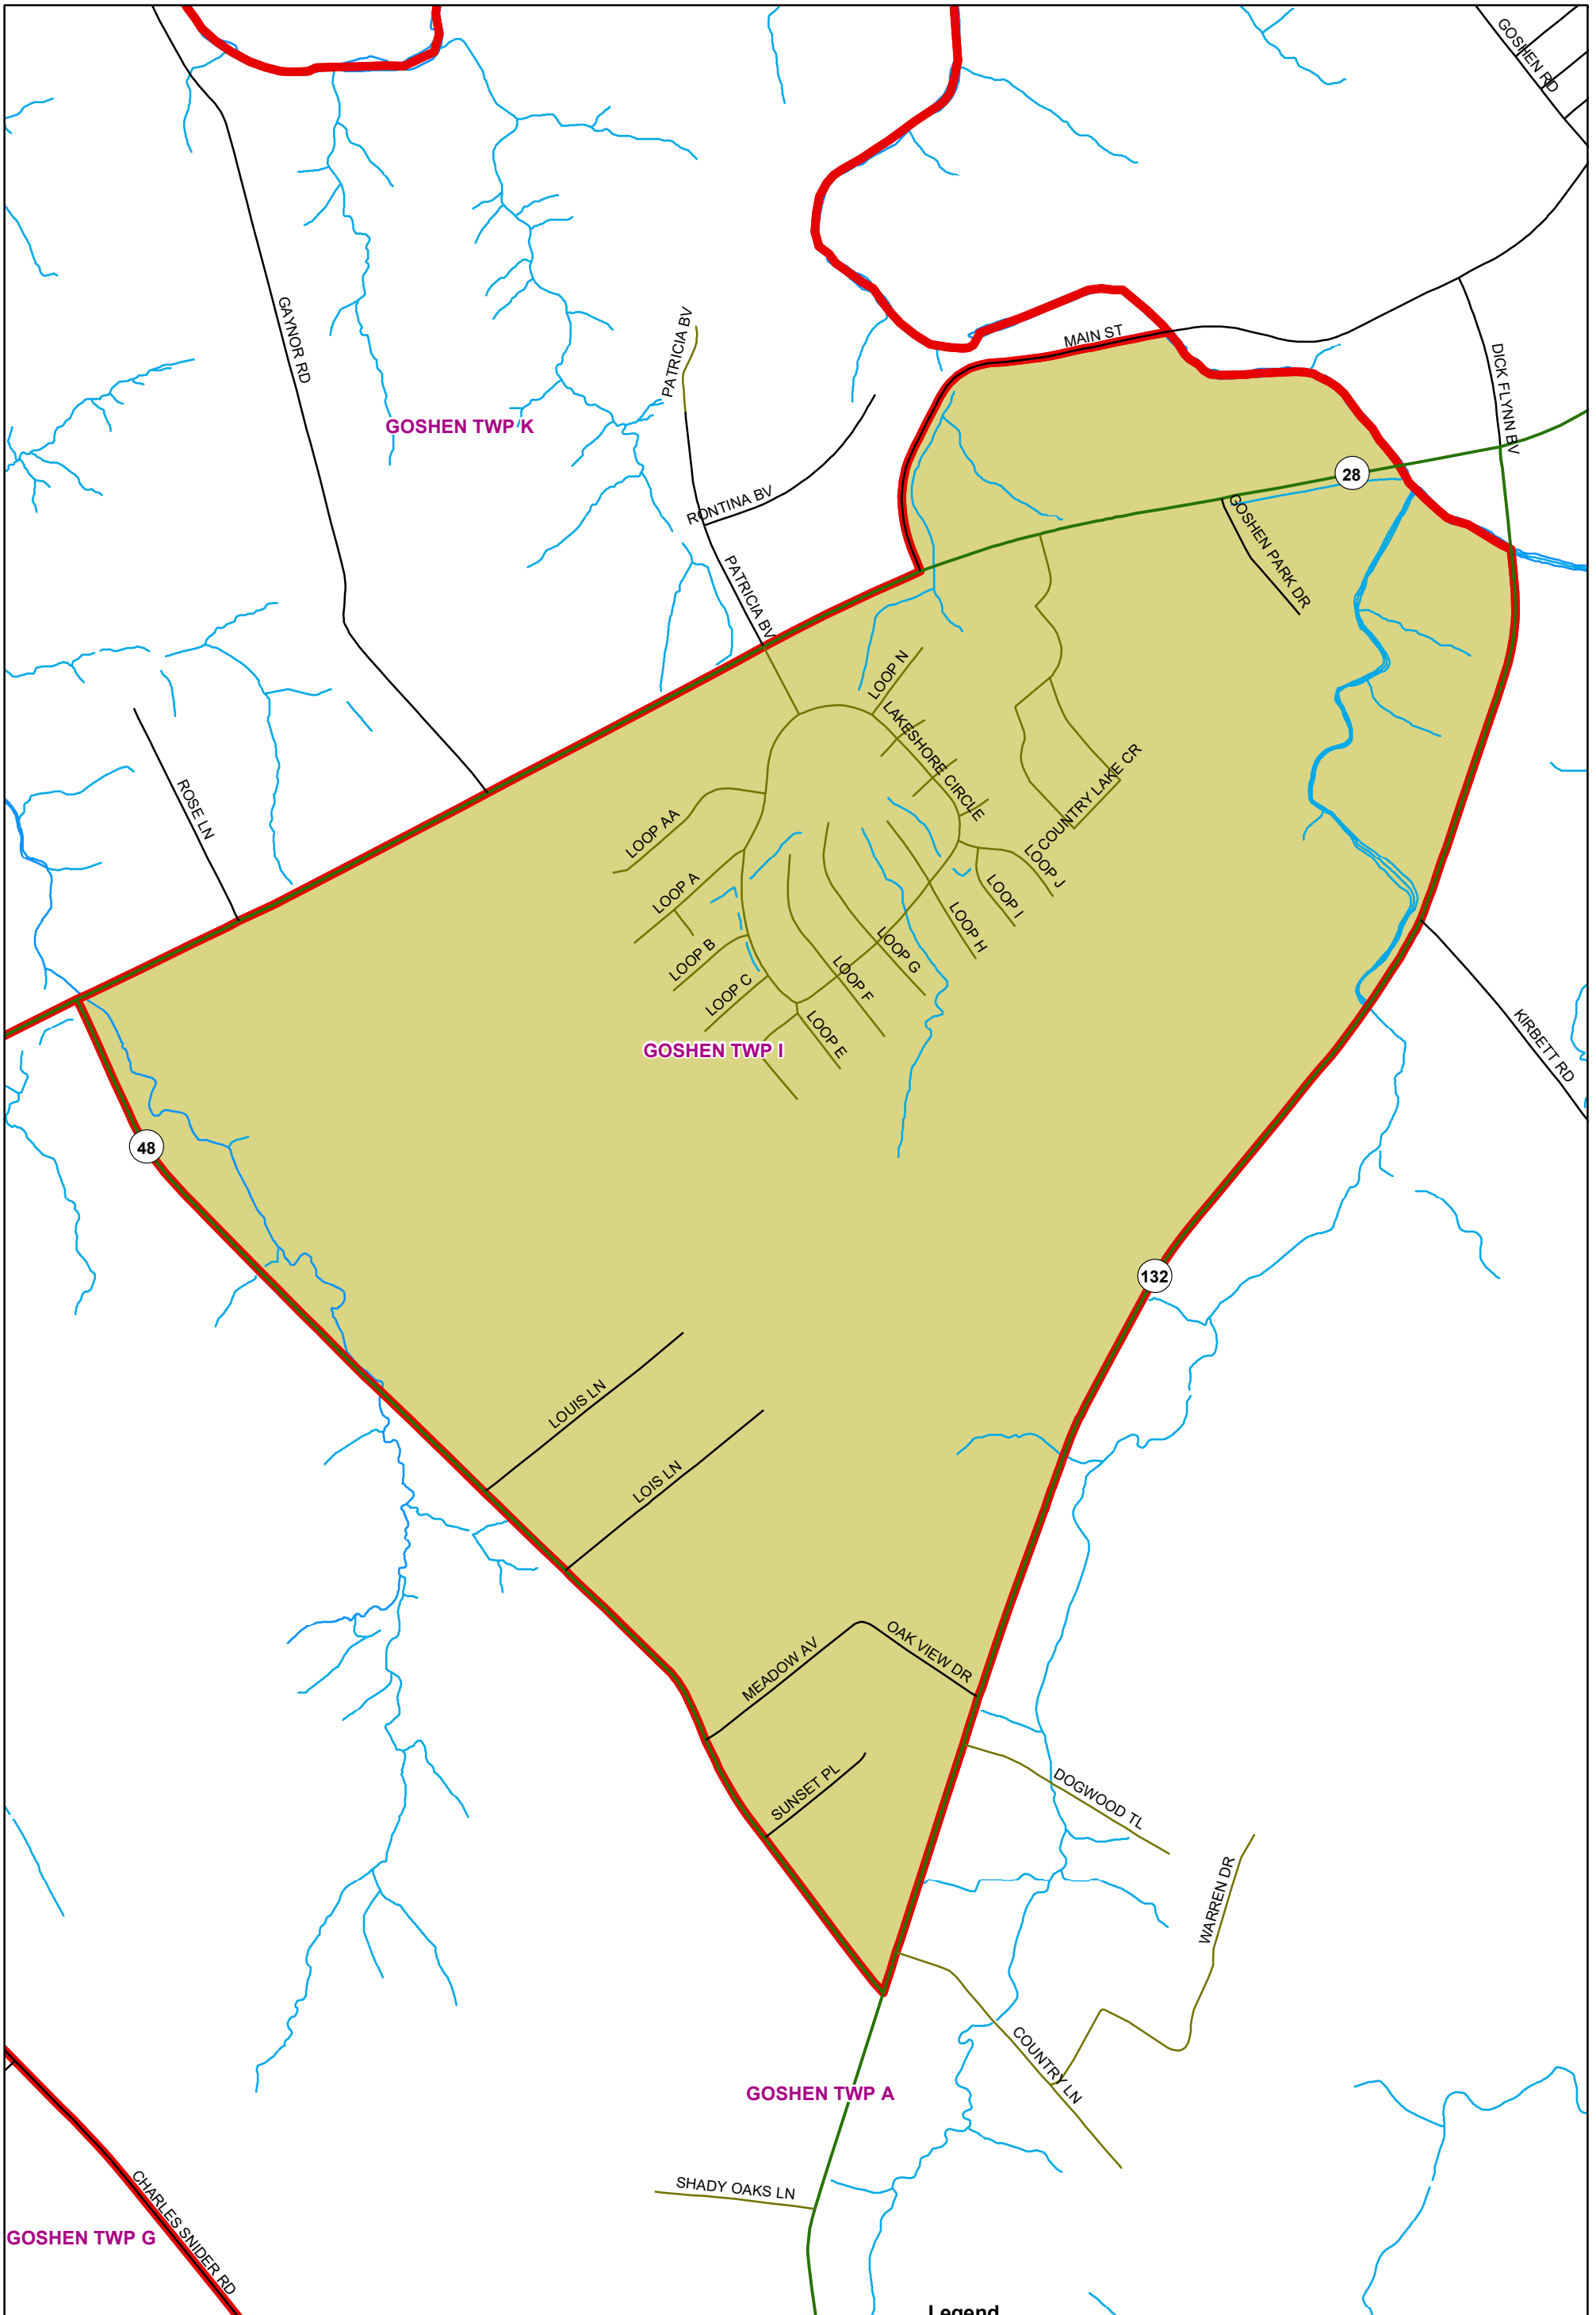 GOSHEN RD
GAYNOR RD
PATRICIA BV
MAIN ST
DICK FLYNN BV
GOSHEN TWP K
28
RONTINA BV
GOSHEN PARK DR
PATRICIA BV
LOOP N
LAKESHORE CIRCLE
COUNTRY LAKE CR
ROSE LN
LOOP AA
LOOP J
LOOP A
LOOP I
LOOP H
LOOP B
LOOP G
LOOP C
LOOP F
LOOP E
KIRBETT RD
GOSHEN TWP I
48
132
LOUIS LN
LOIS LN
MEADOW AV
OAK VIEW DR
SUNSET PL
DOGWOOD TL
WARREN DR
COUNTRY LN
GOSHEN TWP A
SHADY OAKS LN
CHARLES SNIDER RD
GOSHEN TWP G
Legend